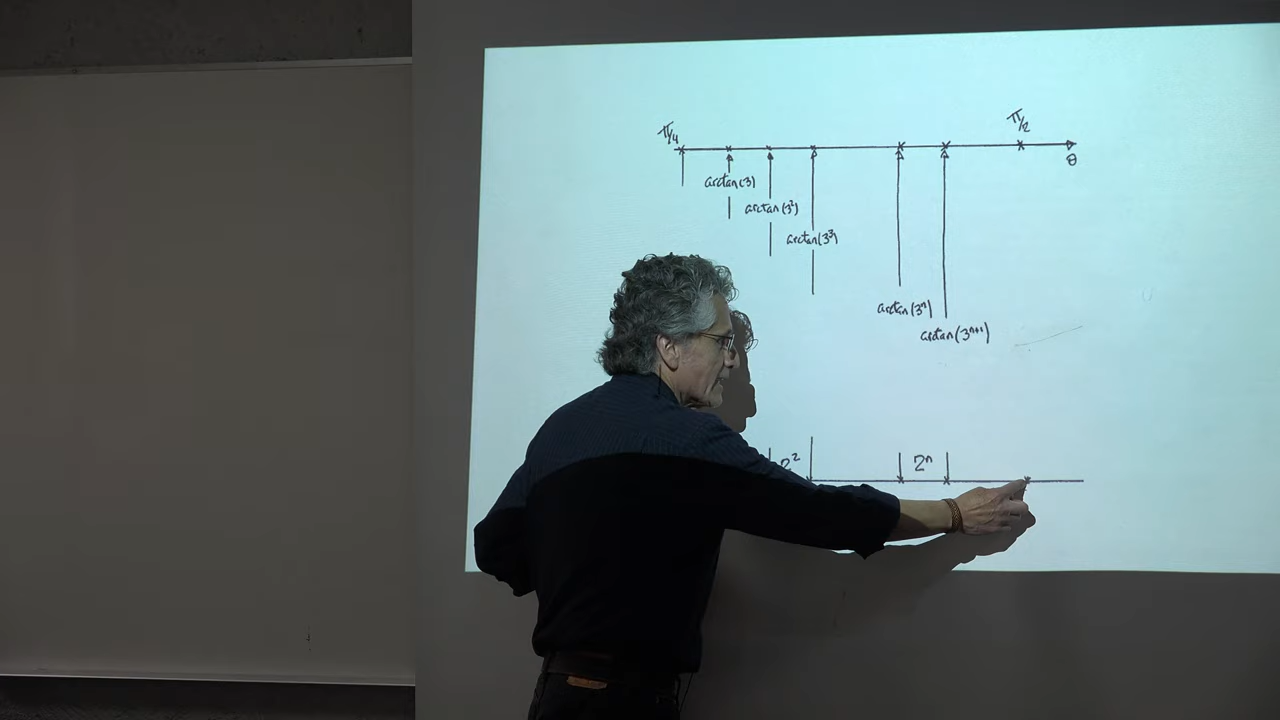 π/4
π/2
θ
arctan(3)
arctan(3²)
arctan(3³)
arctan(3ⁿ)
arctan(3ⁿ⁺¹)
2²
2ⁿ